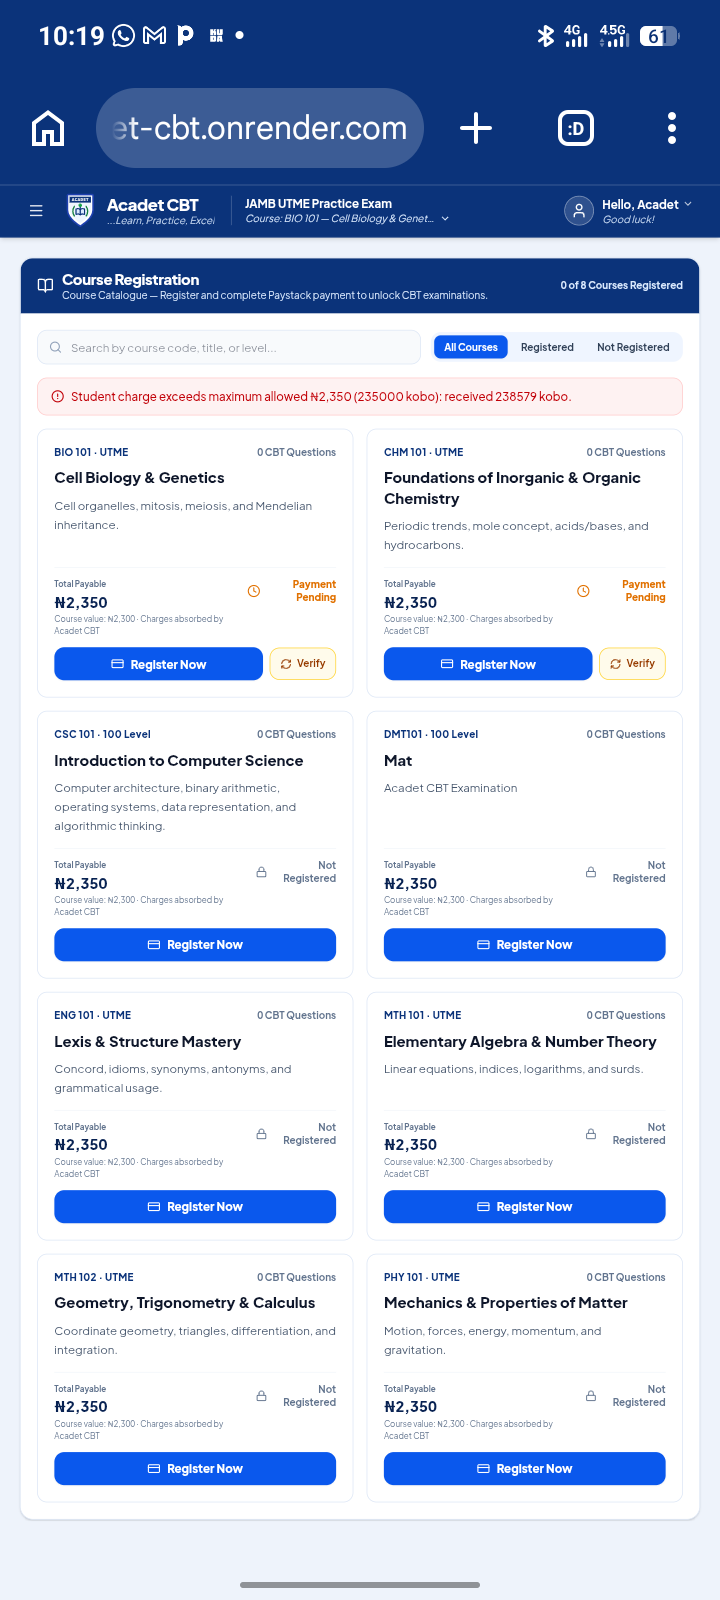 10:19
4G
4.5G
61
et-cbt.onrender.com
:D
ACADET
Acadet CBT
...Learn, Practice, Excel
JAMB UTME Practice Exam
Course: BIO 101 — Cell Biology & Genet...
Hello, Acadet
Good luck!
Course Registration
Course Catalogue — Register and complete Paystack payment to unlock CBT examinations.
0 of 8 Courses Registered
Search by course code, title, or level...
All Courses
Registered
Not Registered
Student charge exceeds maximum allowed ₦2,350 (235000 kobo): received 238579 kobo.
BIO 101 · UTME
0 CBT Questions
Cell Biology & Genetics
Cell organelles, mitosis, meiosis, and Mendelian
inheritance.
Total Payable
₦2,350
Course value: ₦2,300 · Charges absorbed by
Acadet CBT
Payment
Pending
Register Now
Verify
CHM 101 · UTME
0 CBT Questions
Foundations of Inorganic & Organic
Chemistry
Periodic trends, mole concept, acids/bases, and
hydrocarbons.
Total Payable
₦2,350
Course value: ₦2,300 · Charges absorbed by
Acadet CBT
Payment
Pending
Register Now
Verify
CSC 101 · 100 Level
0 CBT Questions
Introduction to Computer Science
Computer architecture, binary arithmetic,
operating systems, data representation, and
algorithmic thinking.
Total Payable
₦2,350
Course value: ₦2,300 · Charges absorbed by
Acadet CBT
Not
Registered
Register Now
DMT101 · 100 Level
0 CBT Questions
Mat
Acadet CBT Examination
Total Payable
₦2,350
Course value: ₦2,300 · Charges absorbed by
Acadet CBT
Not
Registered
Register Now
ENG 101 · UTME
0 CBT Questions
Lexis & Structure Mastery
Concord, idioms, synonyms, antonyms, and
grammatical usage.
Total Payable
₦2,350
Course value: ₦2,300 · Charges absorbed by
Acadet CBT
Not
Registered
Register Now
MTH 101 · UTME
0 CBT Questions
Elementary Algebra & Number Theory
Linear equations, indices, logarithms, and surds.
Total Payable
₦2,350
Course value: ₦2,300 · Charges absorbed by
Acadet CBT
Not
Registered
Register Now
MTH 102 · UTME
0 CBT Questions
Geometry, Trigonometry & Calculus
Coordinate geometry, triangles, differentiation, and
integration.
Total Payable
₦2,350
Course value: ₦2,300 · Charges absorbed by
Acadet CBT
Not
Registered
Register Now
PHY 101 · UTME
0 CBT Questions
Mechanics & Properties of Matter
Motion, forces, energy, momentum, and
gravitation.
Total Payable
₦2,350
Course value: ₦2,300 · Charges absorbed by
Acadet CBT
Not
Registered
Register Now